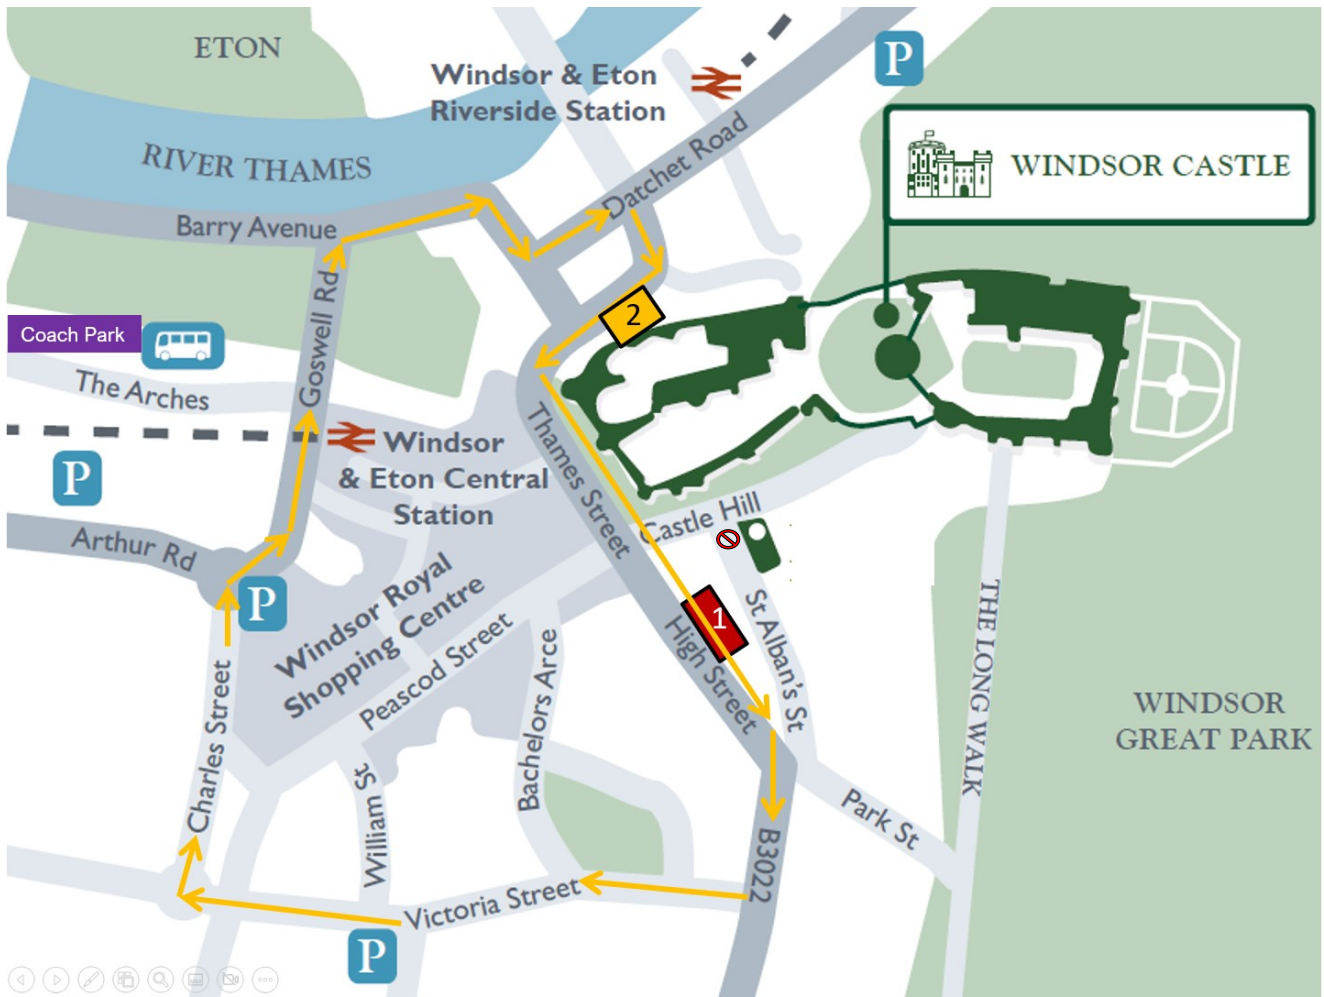 ETON
Windsor & Eton
Riverside Station
P
RIVER THAMES
Datchet Road
WINDSOR CASTLE
Barry Avenue
Goswell Rd
2
Coach Park
The Arches
Windsor
& Eton Central
Station
P
Thames Street
Castle Hill
Arthur Rd
P
Windsor Royal
Shopping Centre
Peascod Street
1
High Street
St Alban's St
THE LONG WALK
Bachelors Arce
Charles Street
William St
WINDSOR
GREAT PARK
Park St
B3022
Victoria Street
P